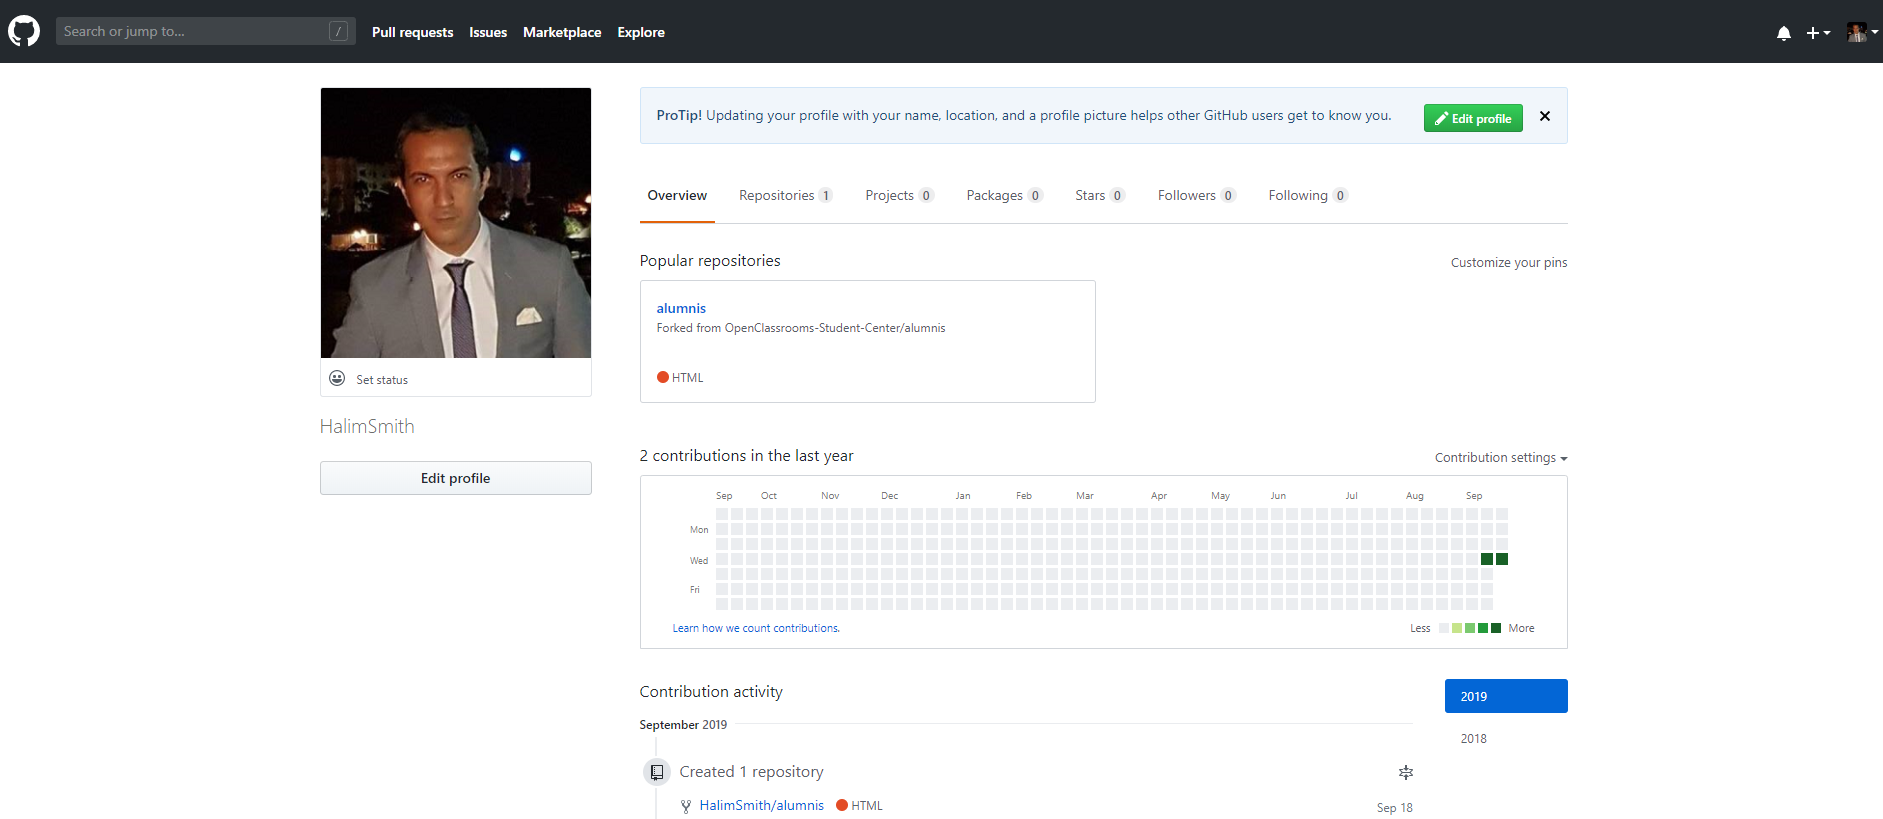 Search or jump to...
/
Pull requests Issues Marketplace Explore
ProTip! Updating your profile with your name, location, and a profile picture helps other GitHub users get to know you.
Edit profile
Overview Repositories 1 Projects 0 Packages 0 Stars 0 Followers 0 Following 0
Popular repositories
Customize your pins
alumnis
Forked from OpenClassrooms-Student-Center/alumnis
HTML
Set status
HalimSmith
Edit profile
2 contributions in the last year
Contribution settings
Sep Oct Nov Dec Jan Feb Mar Apr May Jun Jul Aug Sep
Mon
Wed
Fri
Learn how we count contributions.
Less More
Contribution activity
2019
2018
September 2019
Created 1 repository
HalimSmith/alumnis HTML Sep 18